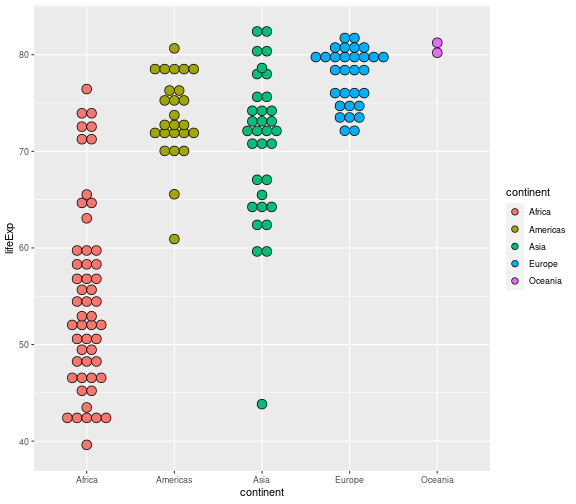 80
70
60
50
40
lifeExp
Africa
Americas
Asia
Europe
Oceania
continent
continent
Africa
Americas
Asia
Europe
Oceania